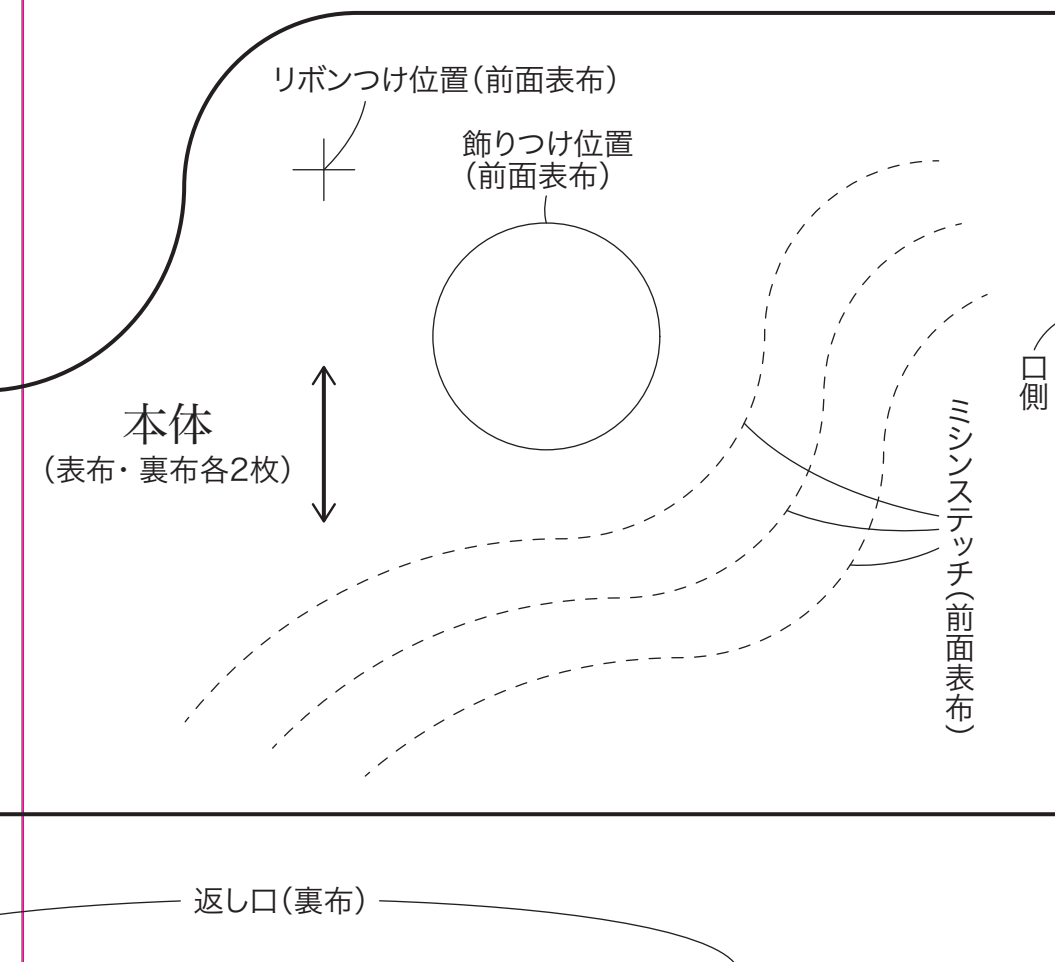 リボンつけ位置(前面表布)
飾りつけ位置
(前面表布)
口側
本体
(表布・裏布各2枚)
ミシンステッチ(前面表布)
返し口(裏布)